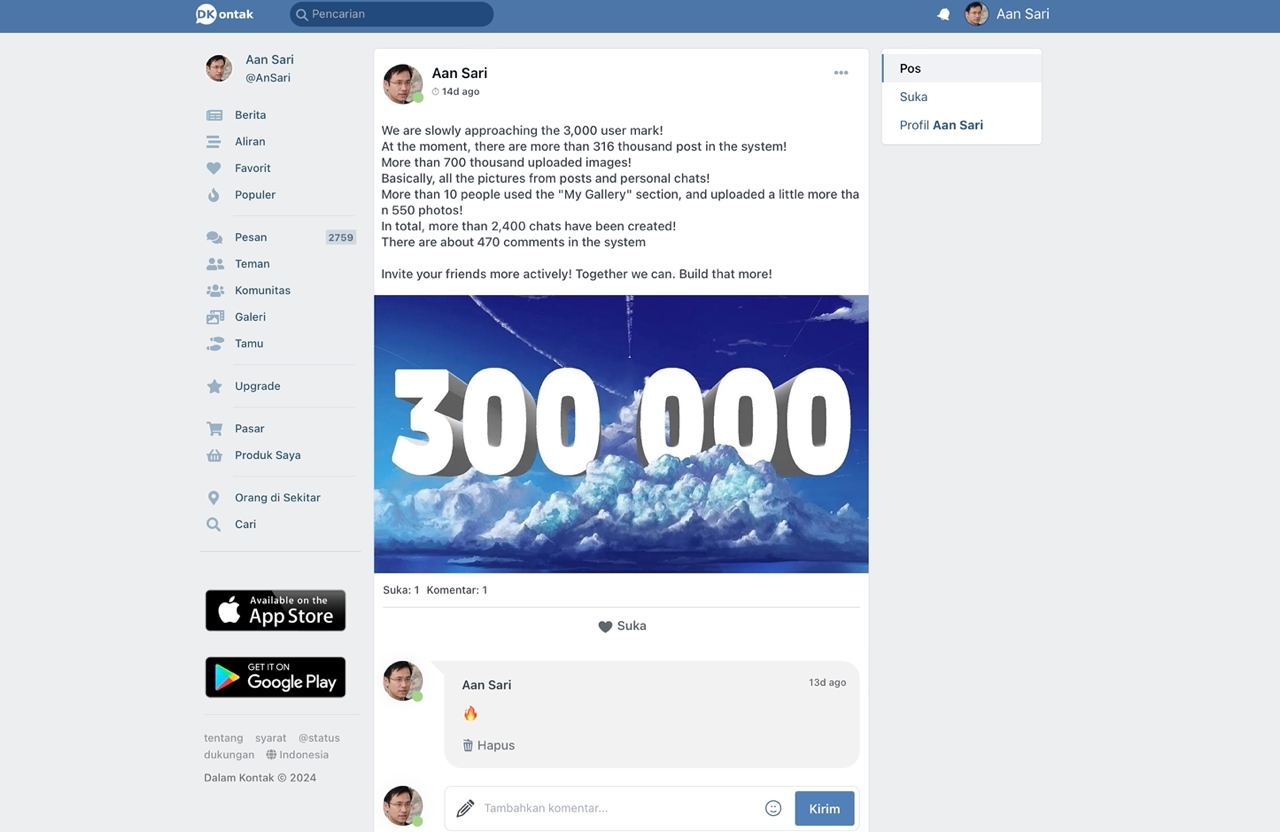 DKontak
Pencarian
Aan Sari
Aan Sari
@AnSari
Berita
Aliran
Favorit
Populer
Pesan 2759
Teman
Komunitas
Galeri
Tamu
Upgrade
Pasar
Produk Saya
Orang di Sekitar
Cari
Available on the
App Store
GET IT ON
Google Play
tentang syarat @status
dukungan Indonesia
Dalam Kontak © 2024
Aan Sari
14d ago
We are slowly approaching the 3,000 user mark!
At the moment, there are more than 316 thousand post in the system!
More than 700 thousand uploaded images!
Basically, all the pictures from posts and personal chats!
More than 10 people used the "My Gallery" section, and uploaded a little more tha
n 550 photos!
In total, more than 2,400 chats have been created!
There are about 470 comments in the system
Invite your friends more actively! Together we can. Build that more!
300 000
Suka: 1 Komentar: 1
Suka
Aan Sari 13d ago
Hapus
Tambahkan komentar...
Kirim
Pos
Suka
Profil Aan Sari